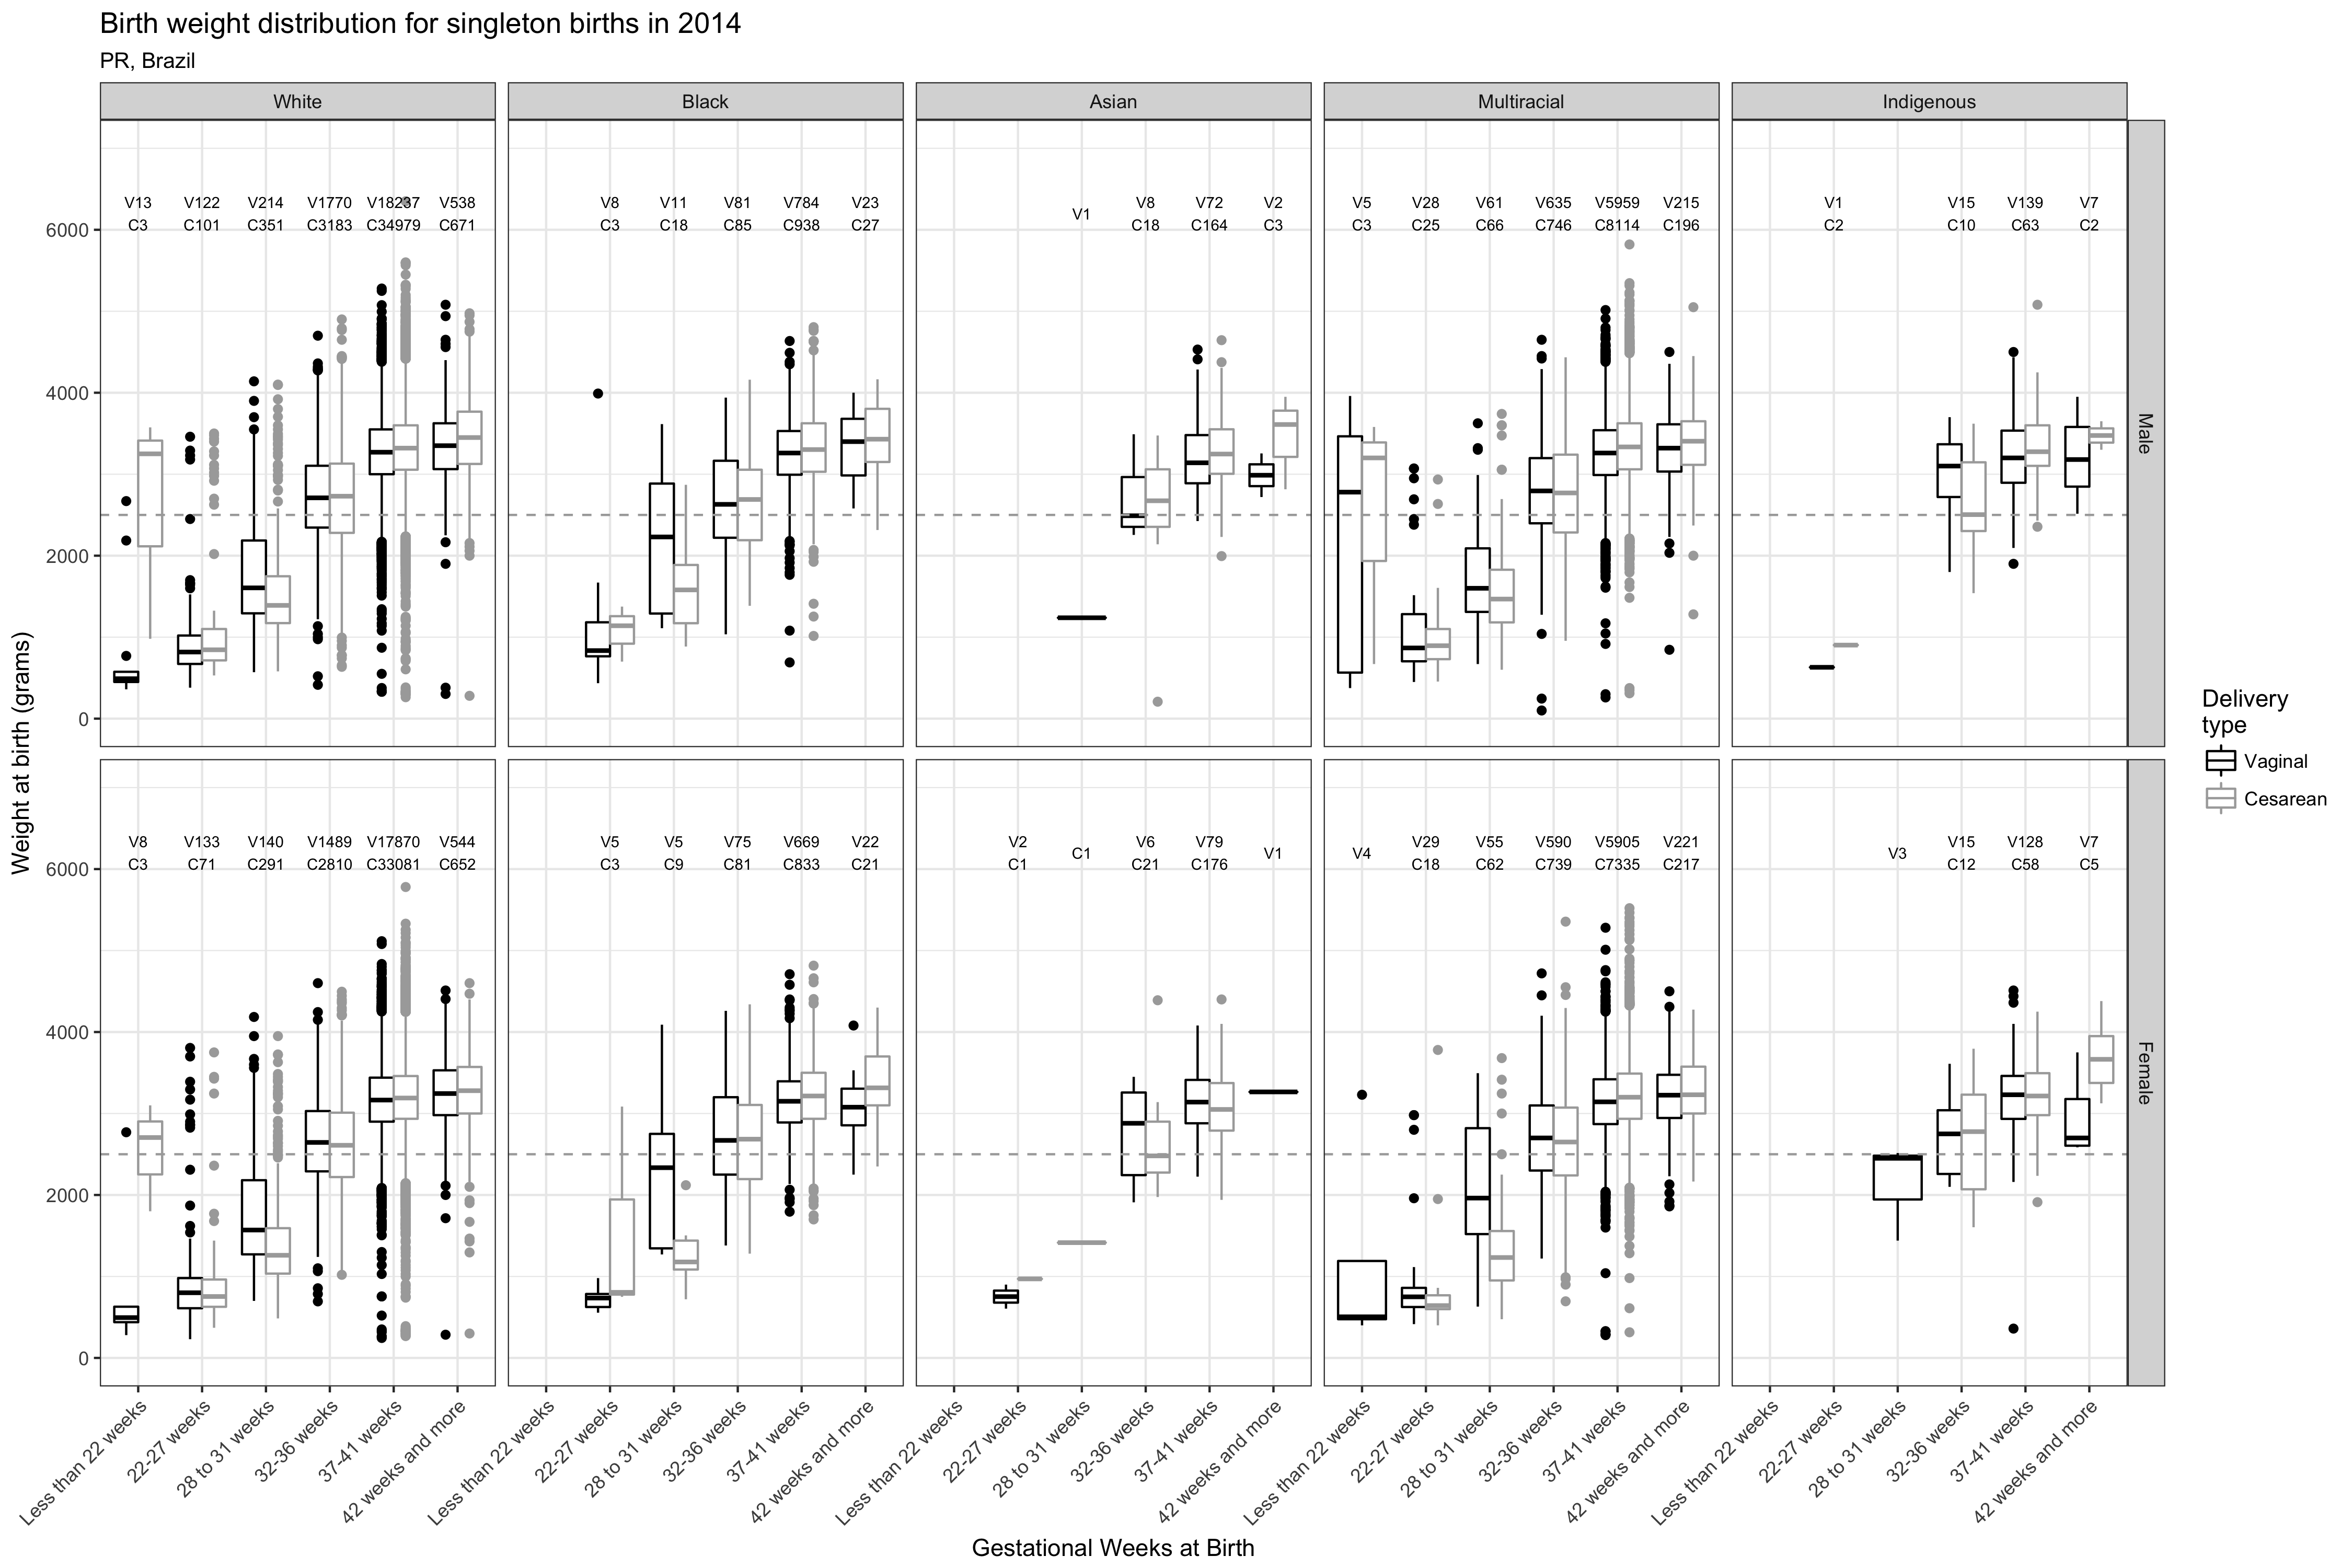 Birth weight distribution for singleton births in 2014
PR, Brazil
White
Black
Asian
Multiracial
Indigenous
Male
Female
Weight at birth (grams)
6000
4000
2000
0
V13 V122 V214 V1770 V538
C3 C101 C351 C3183 C34979 C671
V8 V11 V81 V784 V23
C3 C18 C85 C938 C27
V1 V8 V72 V2
C18 C164 C3
V5 V28 V61 V635 V5959 V215
C3 C25 C66 C746 C8114 C196
V1 V15 V139 V7
C2 C10 C63 C2
6000
4000
2000
0
V8 V133 V140 V1489 V17870 V544
C3 C71 C291 C2810 C33081 C652
V5 V5 V75 V669 V22
C3 C9 C81 C833 C21
V2 C1 V6 V79 V1
C1 C21 C176
V4 V29 V55 V590 V5905 V221
C18 C62 C739 C7335 C217
V3 V15 V128 V7
C12 C58 C5
Less than 22 weeks
22-27 weeks
28 to 31 weeks
32-36 weeks
37-41 weeks
42 weeks and more
Less than 22 weeks
22-27 weeks
28 to 31 weeks
32-36 weeks
37-41 weeks
42 weeks and more
Less than 22 weeks
22-27 weeks
28 to 31 weeks
32-36 weeks
37-41 weeks
42 weeks and more
Less than 22 weeks
22-27 weeks
28 to 31 weeks
32-36 weeks
37-41 weeks
42 weeks and more
Less than 22 weeks
22-27 weeks
28 to 31 weeks
32-36 weeks
37-41 weeks
42 weeks and more
Gestational Weeks at Birth
Delivery
type
Vaginal
Cesarean